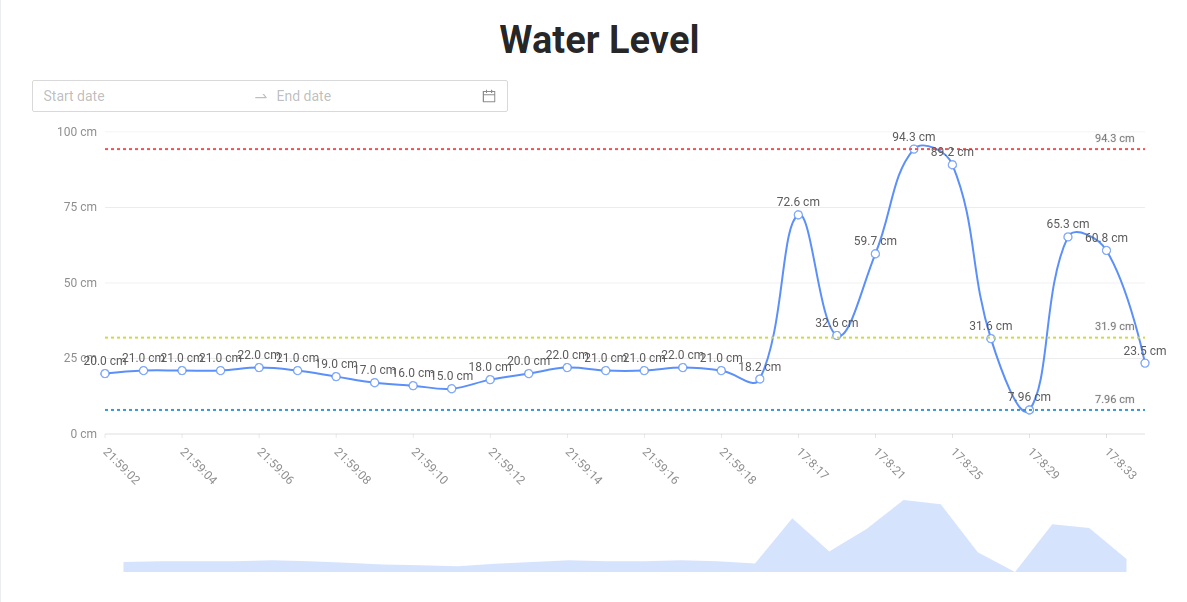 Water Level
Start date → End date
100 cm
75 cm
50 cm
25 cm
0 cm
94.3 cm
31.9 cm
7.96 cm
20.0 cm
21.0 cm
21.0 cm
21.0 cm
22.0 cm
21.0 cm
19.0 cm
17.0 cm
16.0 cm
15.0 cm
18.0 cm
20.0 cm
22.0 cm
21.0 cm
21.0 cm
22.0 cm
21.0 cm
18.2 cm
72.6 cm
32.6 cm
59.7 cm
94.3 cm
89.2 cm
31.6 cm
7.96 cm
65.3 cm
60.8 cm
23.5 cm
21:59:02
21:59:04
21:59:06
21:59:08
21:59:10
21:59:12
21:59:14
21:59:16
21:59:18
17:8:17
17:8:21
17:8:25
17:8:29
17:8:33